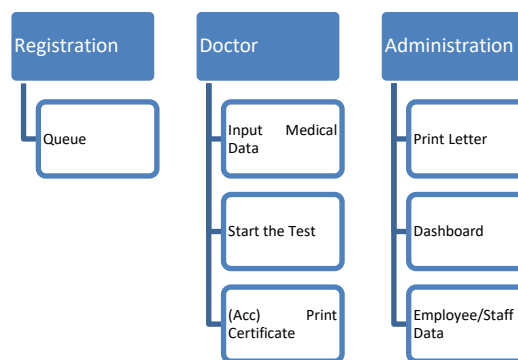 Registration
Queue
Doctor
Input Medical
Data
Start the Test
(Acc) Print
Certificate
Administration
Print Letter
Dashboard
Employee/Staff
Data